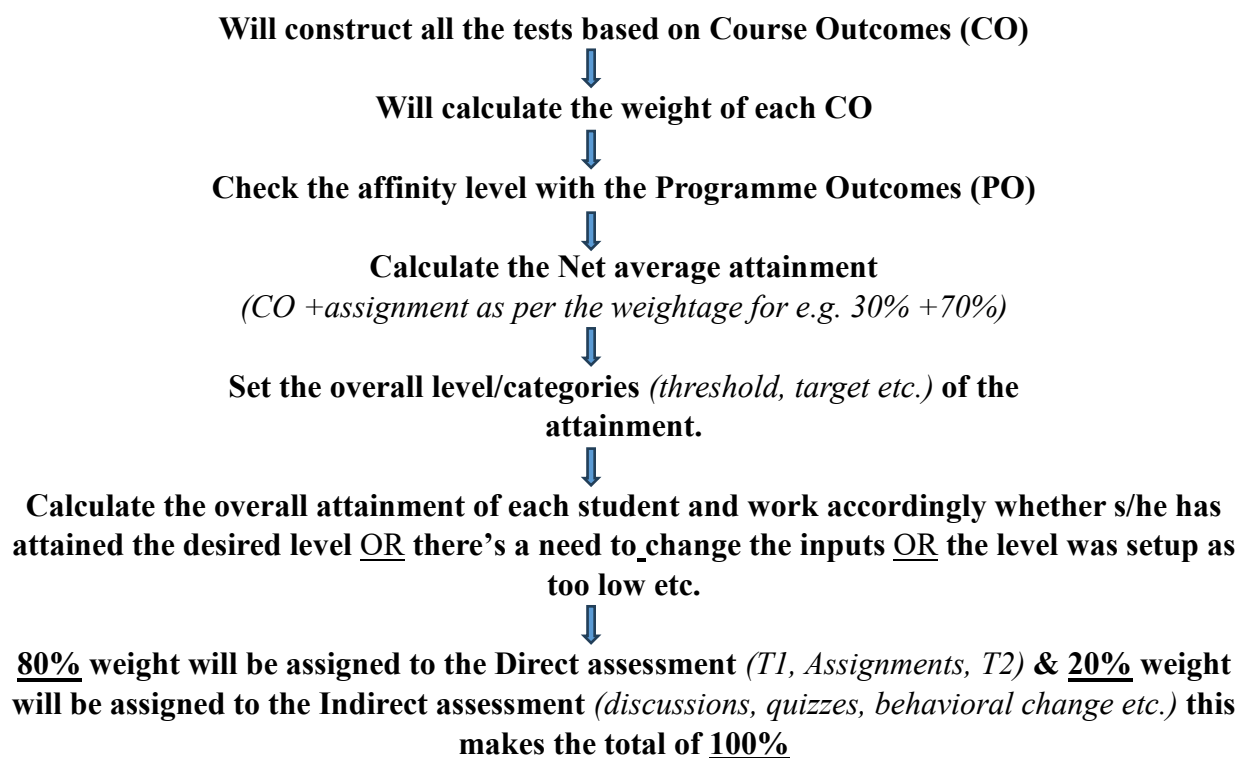 Will construct all the tests based on Course Outcomes (CO)
Will calculate the weight of each CO
Check the affinity level with the Programme Outcomes (PO)
Calculate the Net average attainment
(CO +assignment as per the weightage for e.g. 30% +70%)
Set the overall level/categories (threshold, target etc.) of the
attainment.
Calculate the overall attainment of each student and work accordingly whether s/he has
attained the desired level OR there’s a need to change the inputs OR the level was setup as
too low etc.
80% weight will be assigned to the Direct assessment (T1, Assignments, T2) & 20% weight
will be assigned to the Indirect assessment (discussions, quizzes, behavioral change etc.) this
makes the total of 100%